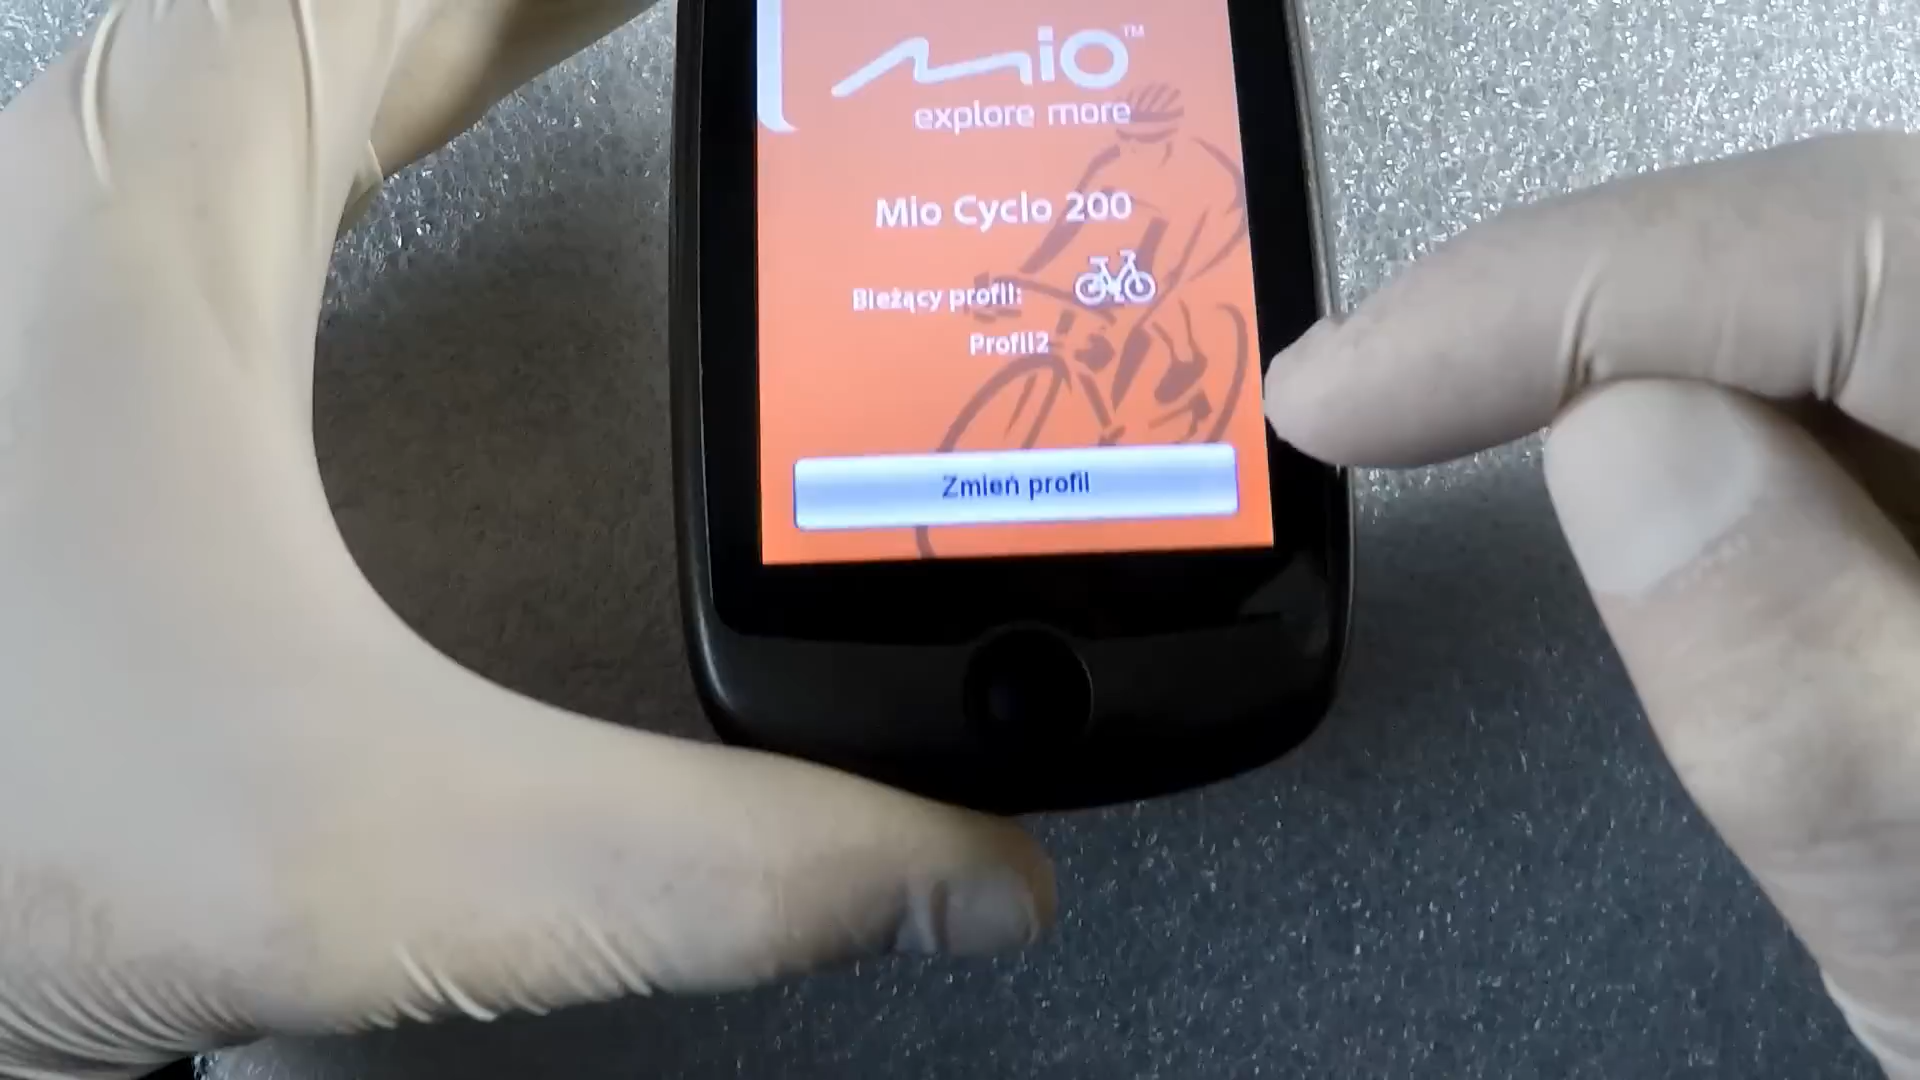 Mio™
explore more
Mio Cyclo 200
Bieżący profil:
Profil2
Zmień profil